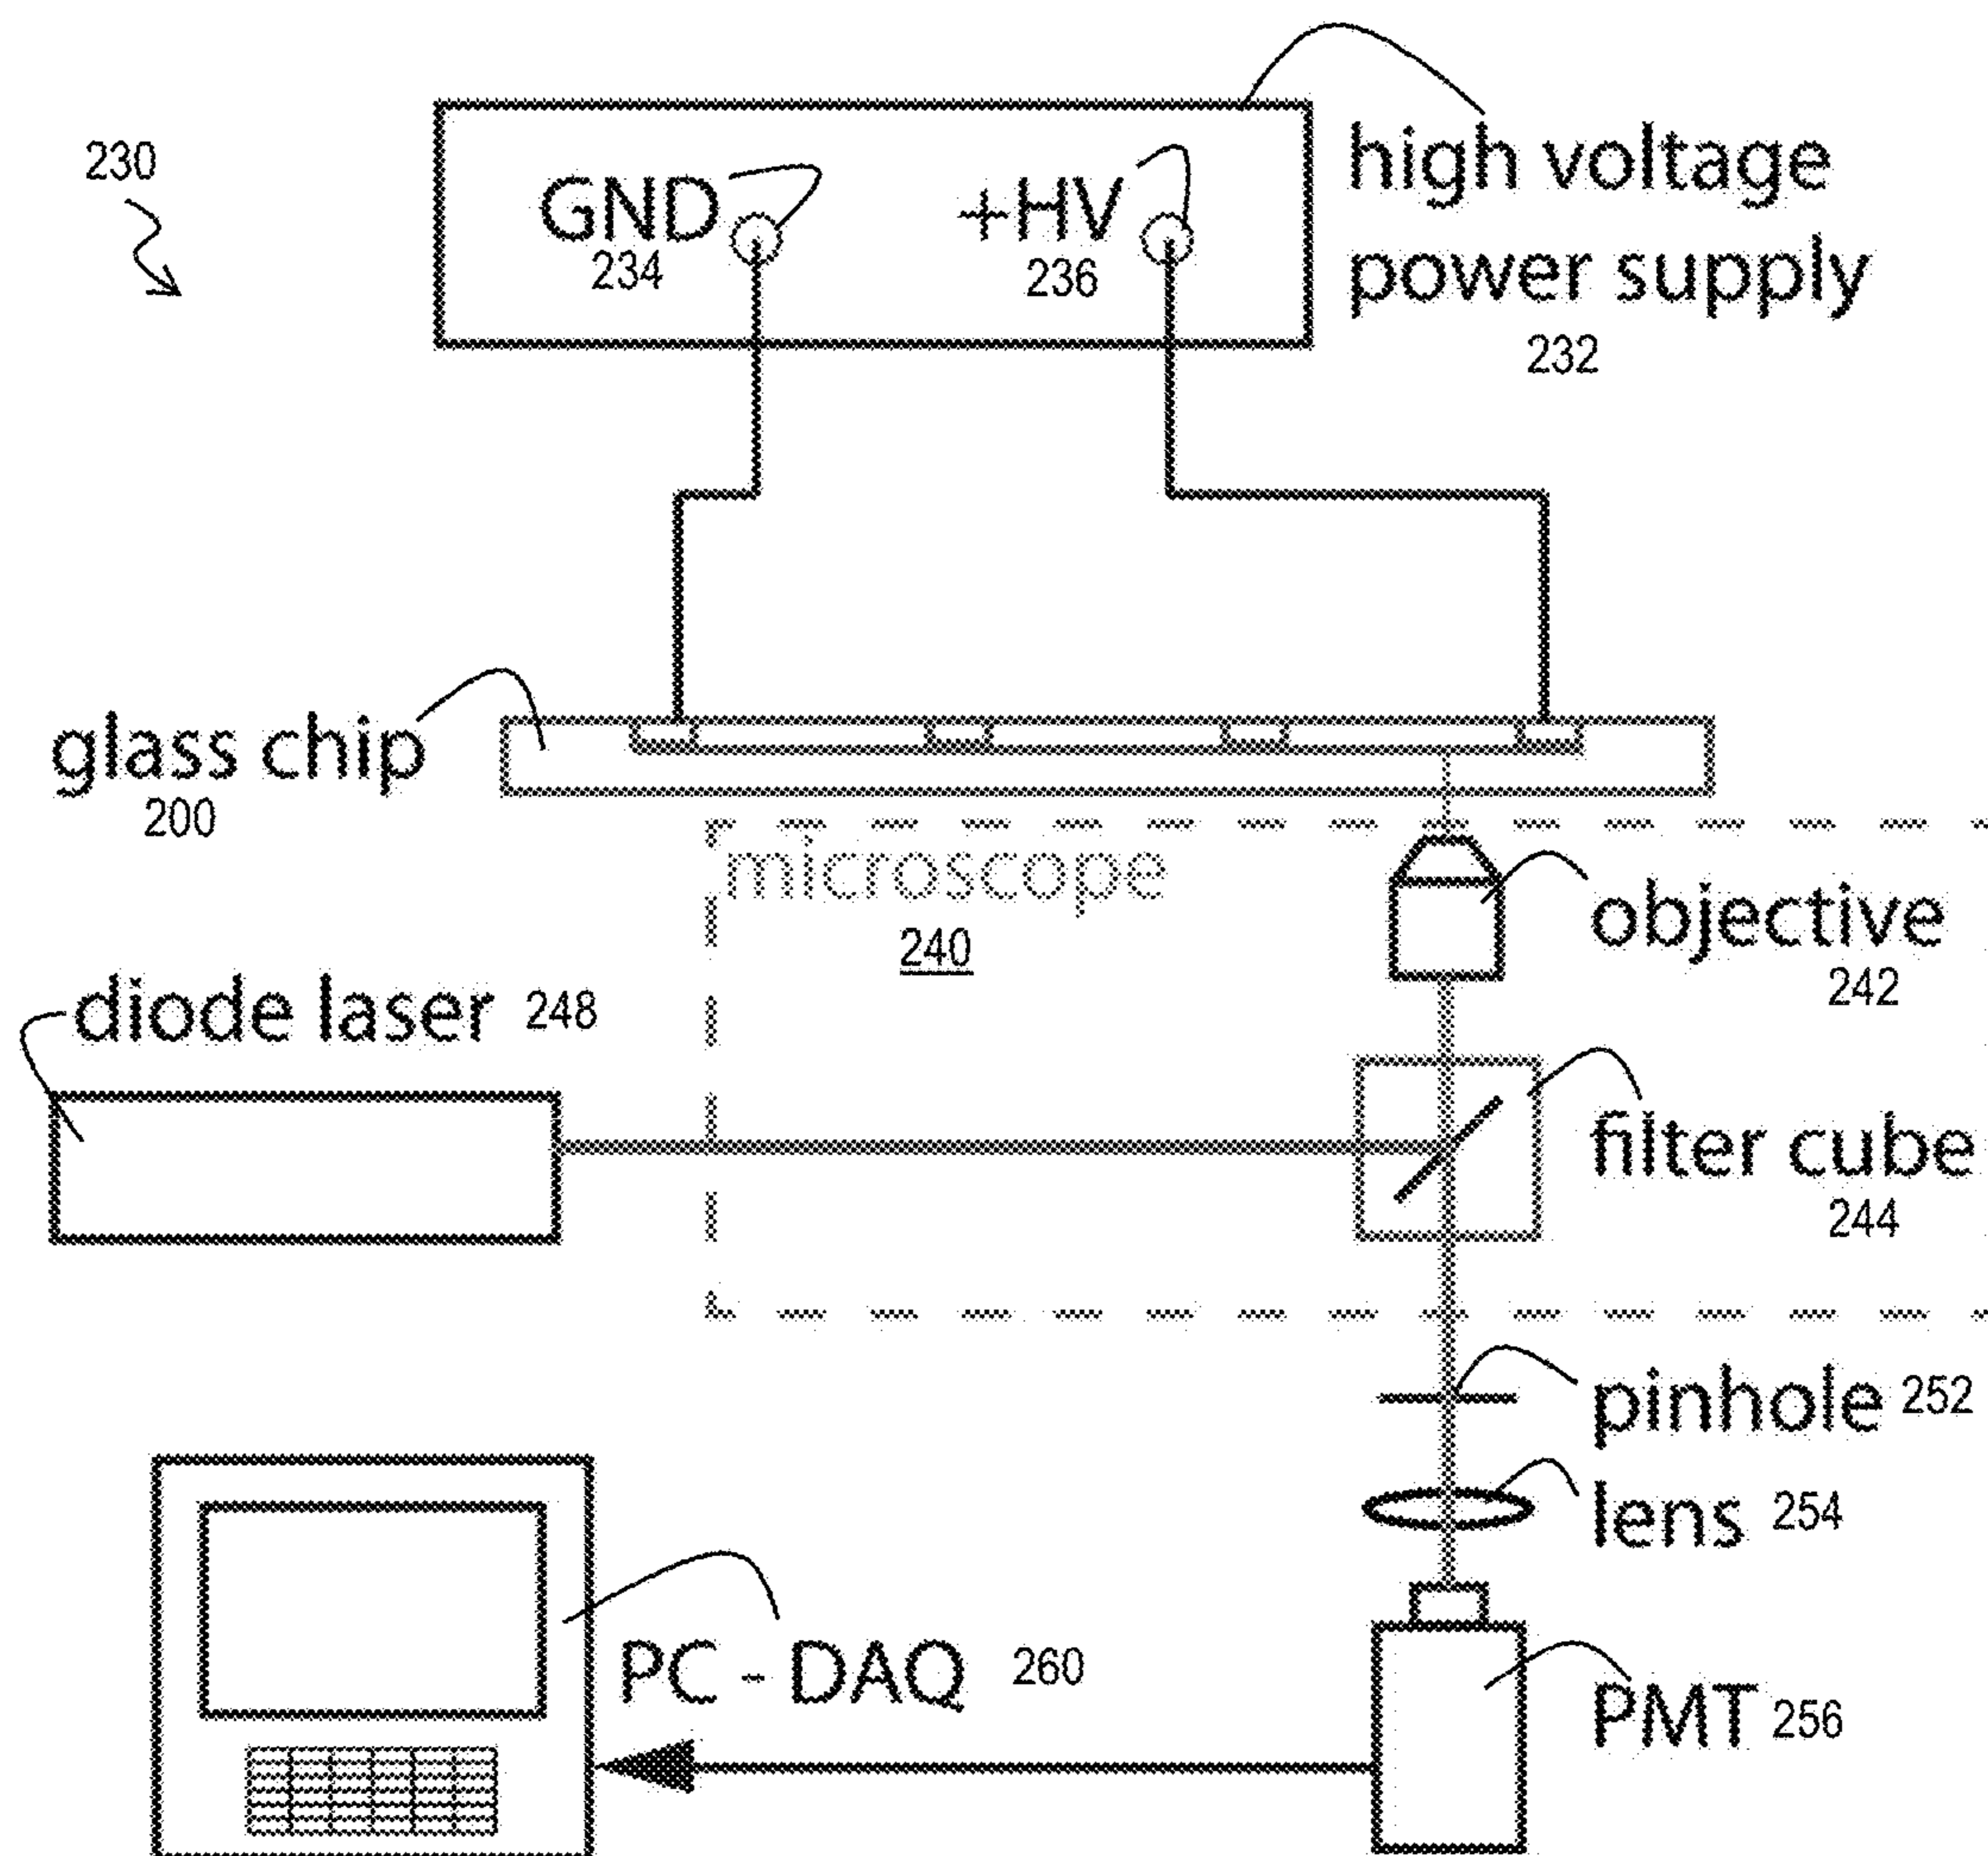 230
GND
234
+HV
236
high voltage
power supply
232
glass chip
200
microscope
240
objective
242
diode laser 248
filter cube
244
pinhole 252
lens 254
PC - DAQ 260
PMT 256